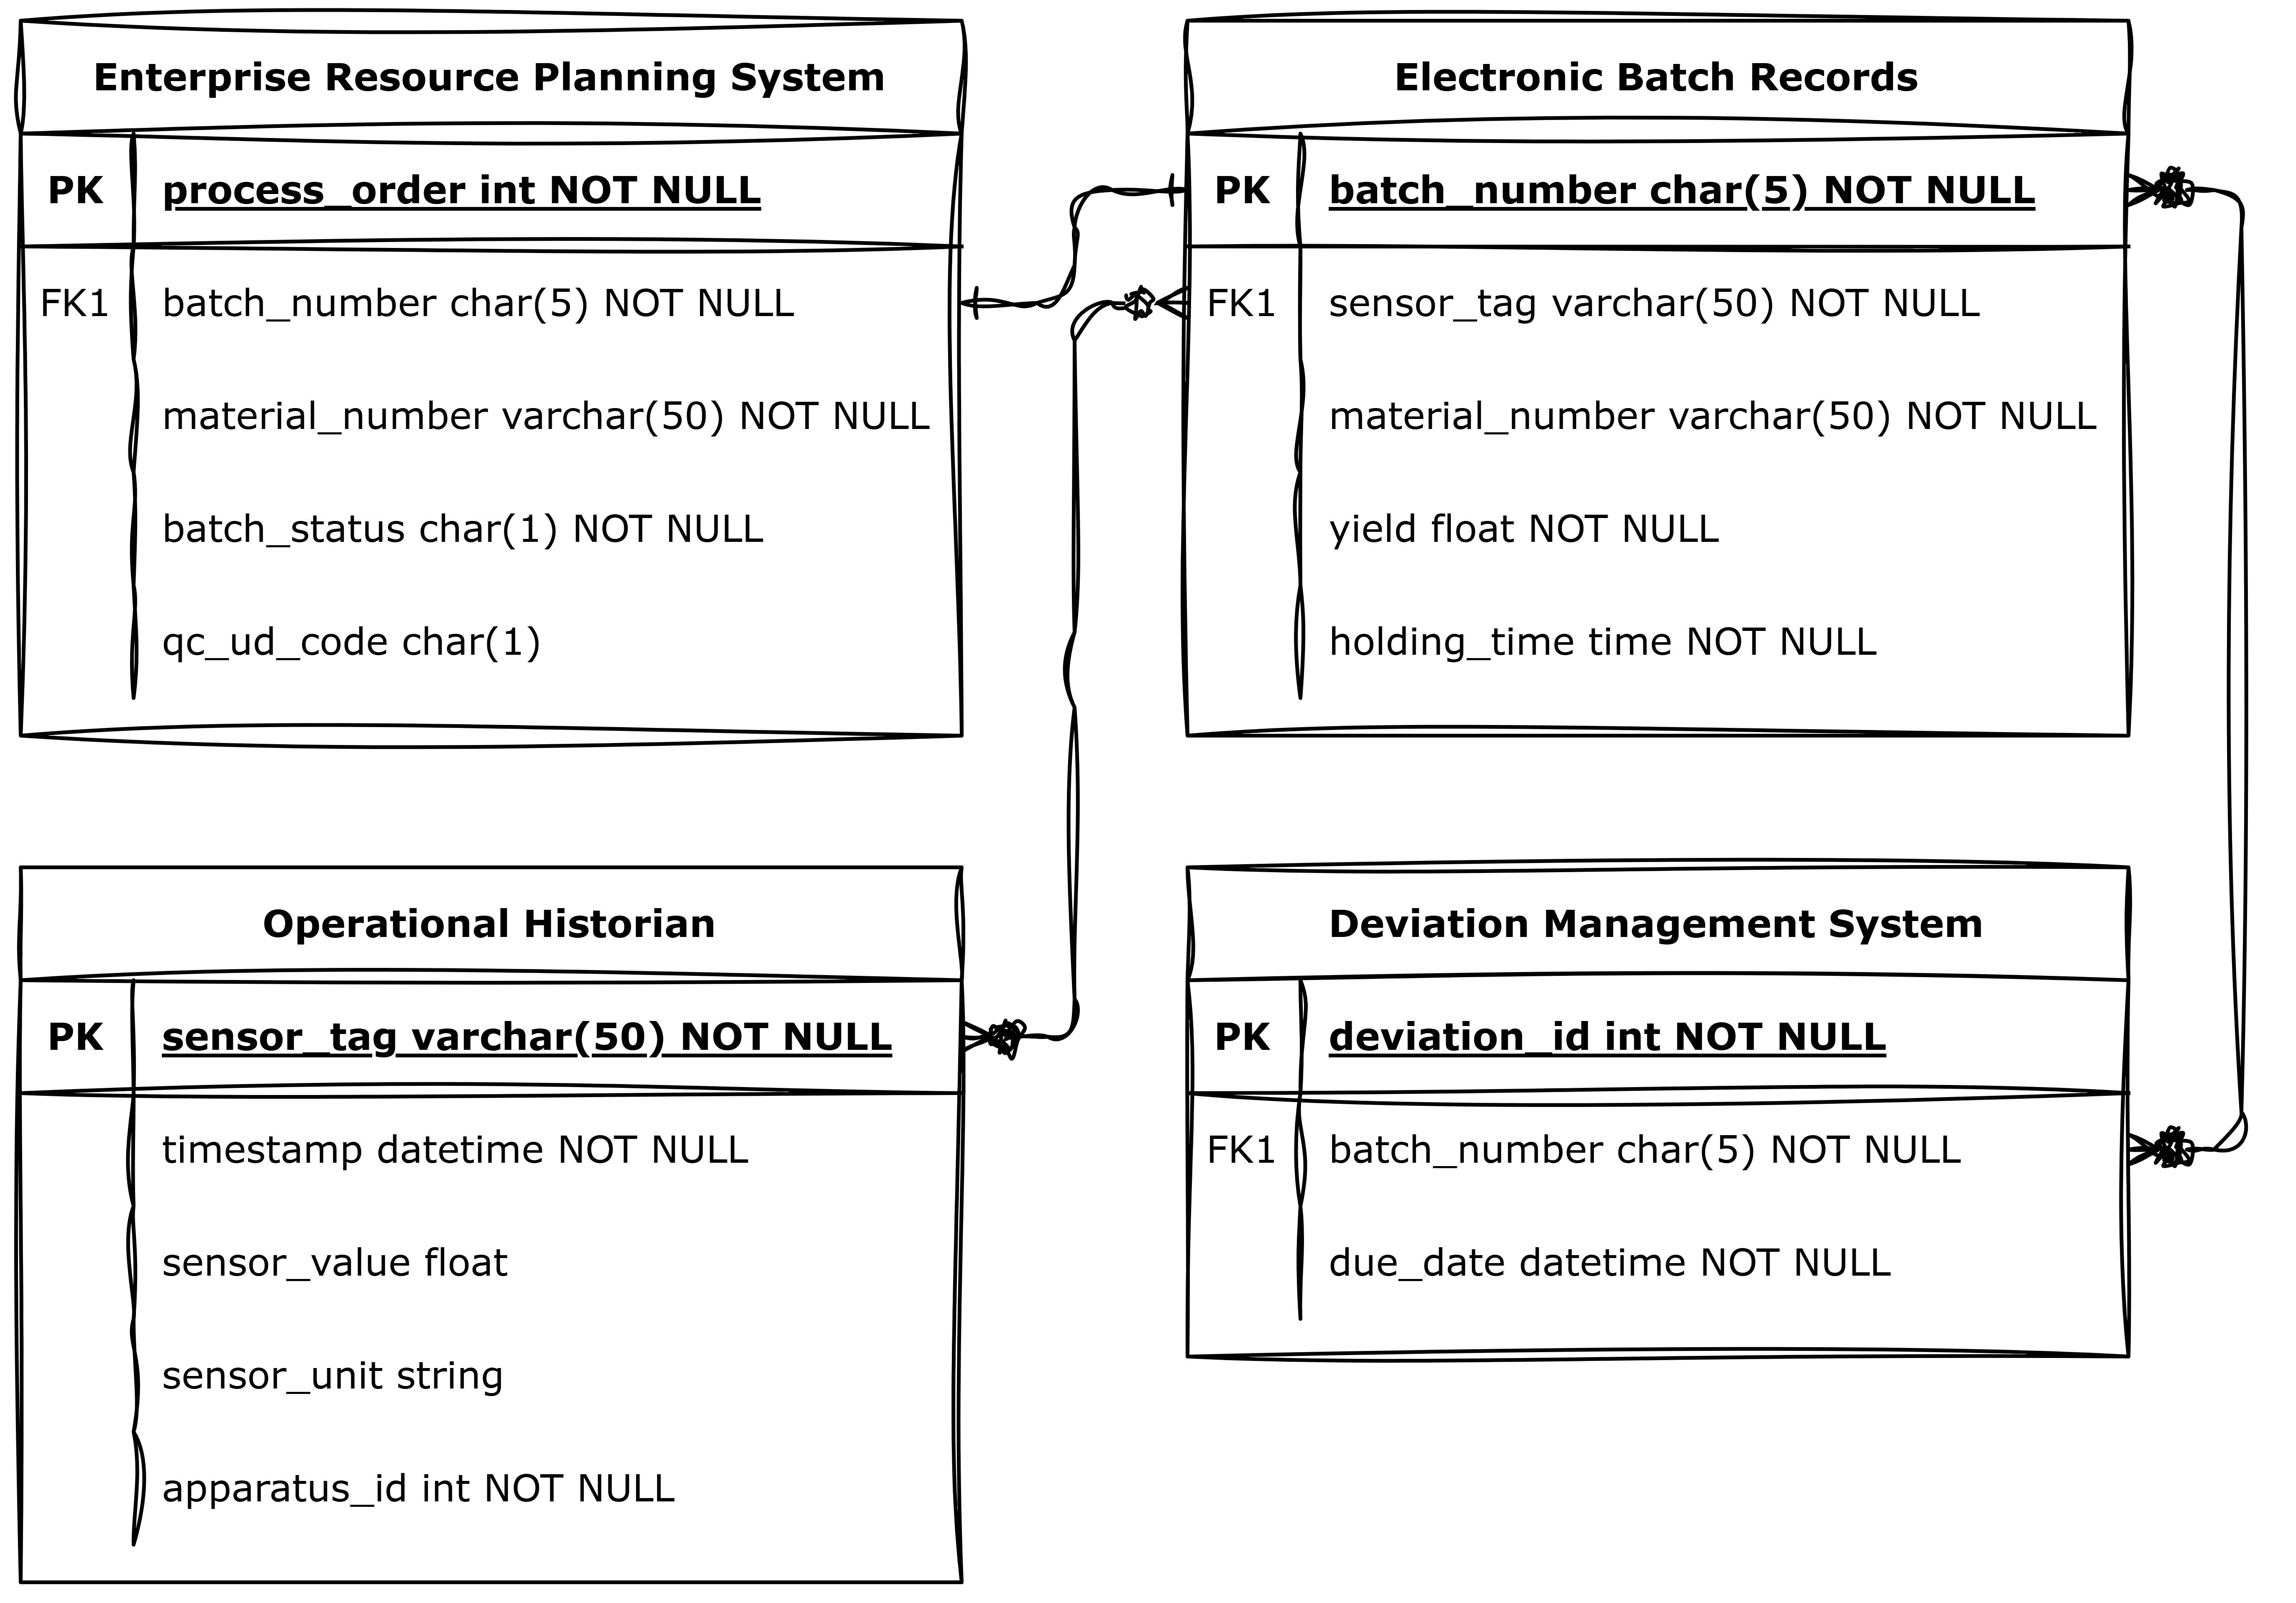 Enterprise Resource Planning System
PK process_order int NOT NULL
FK1 batch_number char(5) NOT NULL
material_number varchar(50) NOT NULL
batch_status char(1) NOT NULL
qc_ud_code char(1)
Electronic Batch Records
PK batch_number char(5) NOT NULL
FK1 sensor_tag varchar(50) NOT NULL
material_number varchar(50) NOT NULL
yield float NOT NULL
holding_time time NOT NULL
Operational Historian
PK sensor_tag varchar(50) NOT NULL
timestamp datetime NOT NULL
sensor_value float
sensor_unit string
apparatus_id int NOT NULL
Deviation Management System
PK deviation_id int NOT NULL
FK1 batch_number char(5) NOT NULL
due_date datetime NOT NULL